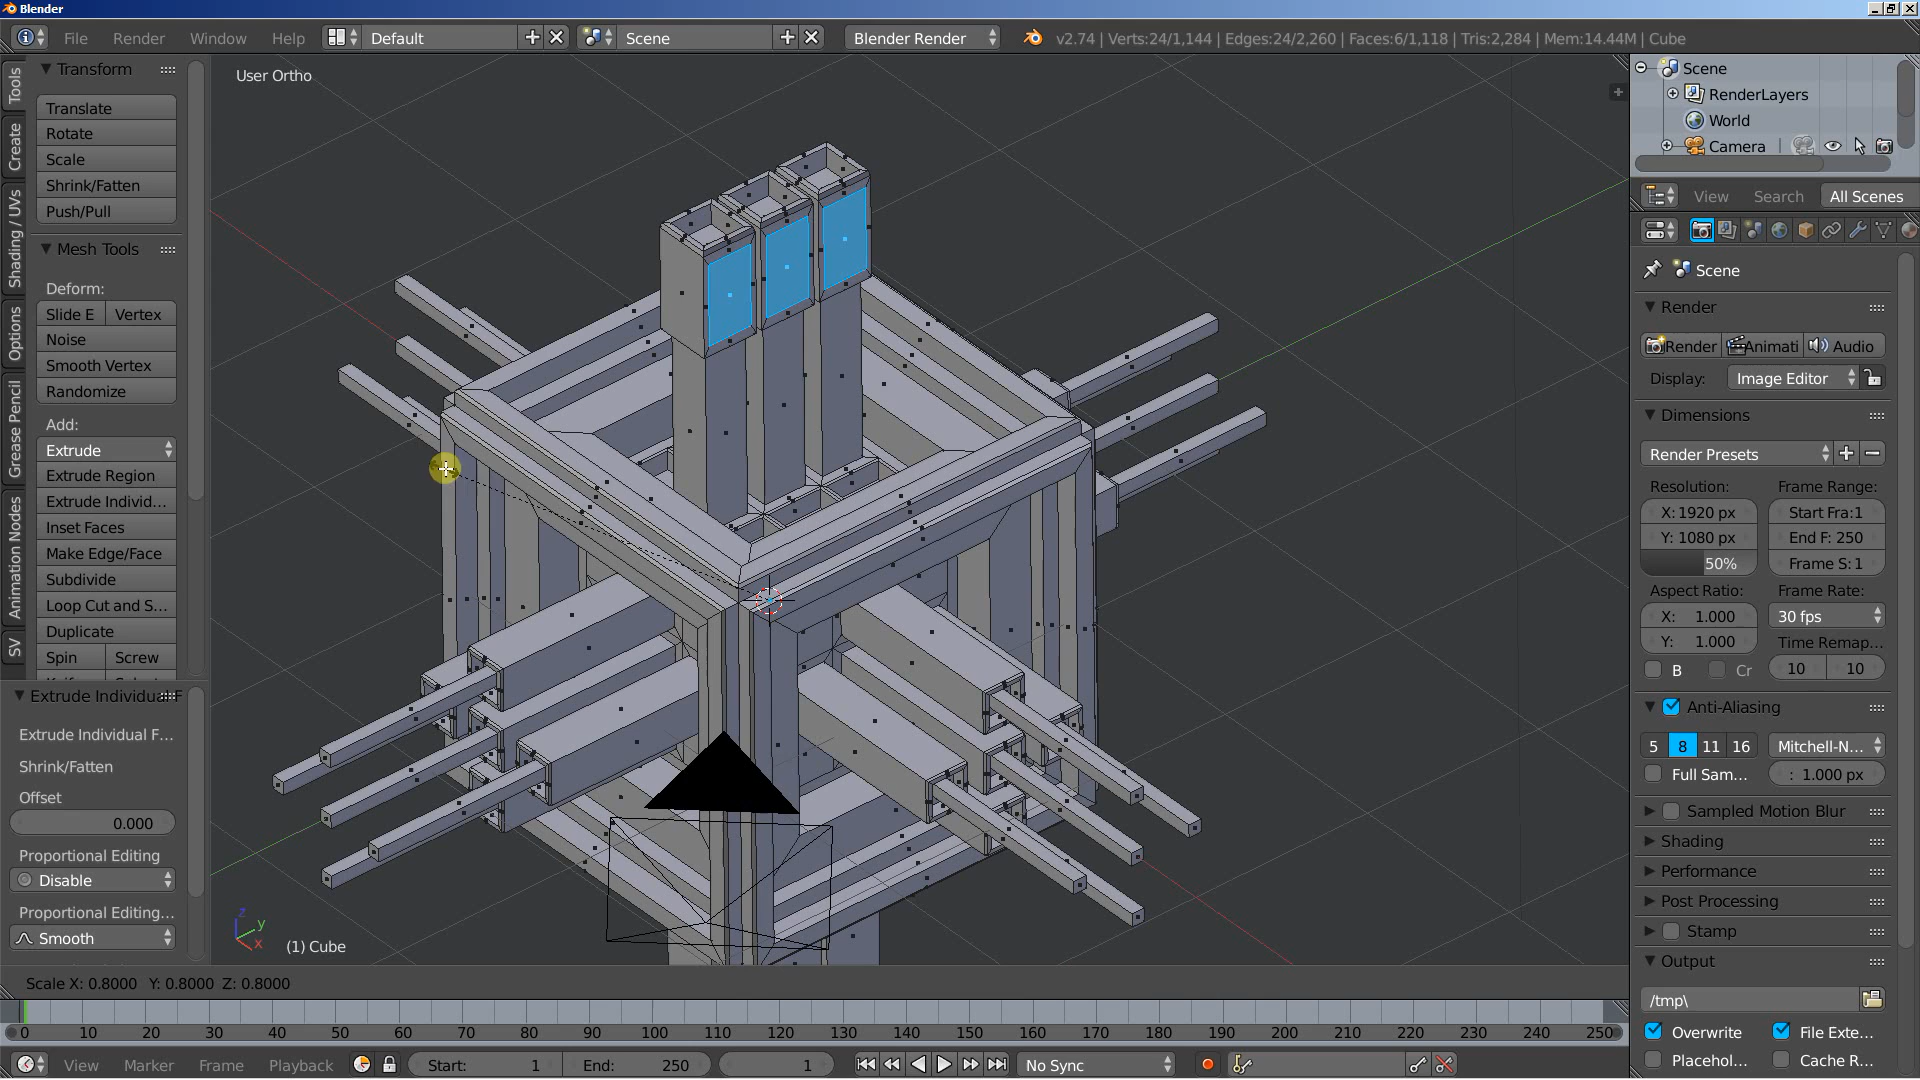 Blender
File Render Window Help Default Scene Blender Render v2.74 | Verts:24/1,144 | Edges:24/2,260 | Faces:6/1,118 | Tris:2,284 | Mem:14.44M | Cube
Tools
Create
Shading / UVs
Options
Grease Pencil
Animation Nodes
SV
Transform
Translate
Rotate
Scale
Shrink/Fatten
Push/Pull
Mesh Tools
Deform:
Slide E Vertex
Noise
Smooth Vertex
Randomize
Add:
Extrude
Extrude Region
Extrude Individ...
Inset Faces
Make Edge/Face
Subdivide
Loop Cut and S...
Duplicate
Spin Screw
Extrude Individual F
Extrude Individual F...
Shrink/Fatten
Offset
0.000
Proportional Editing
Disable
Proportional Editing...
Smooth
User Ortho
z
y
x
(1) Cube
Scale X: 0.8000 Y: 0.8000 Z: 0.8000
0 10 20 30 40 50 60 70 80 90 100 110 120 130 140 150 160 170 180 190 200 210 220 230 240 250
View Marker Frame Playback Start: 1 End: 250 1 No Sync
Scene
RenderLayers
World
Camera
View Search All Scenes
Scene
Render
Render Animati Audio
Display: Image Editor
Dimensions
Render Presets
Resolution: Frame Range:
X: 1920 px Start Fra:1
Y: 1080 px End F: 250
50% Frame S: 1
Aspect Ratio: Frame Rate:
X: 1.000 30 fps
Y: 1.000 Time Remap...
B Cr 10 10
Anti-Aliasing
5 8 11 16 Mitchell-N...
Full Sam... : 1.000 px
Sampled Motion Blur
Shading
Performance
Post Processing
Stamp
Output
/tmp\
Overwrite File Exte...
Placehol... Cache R...